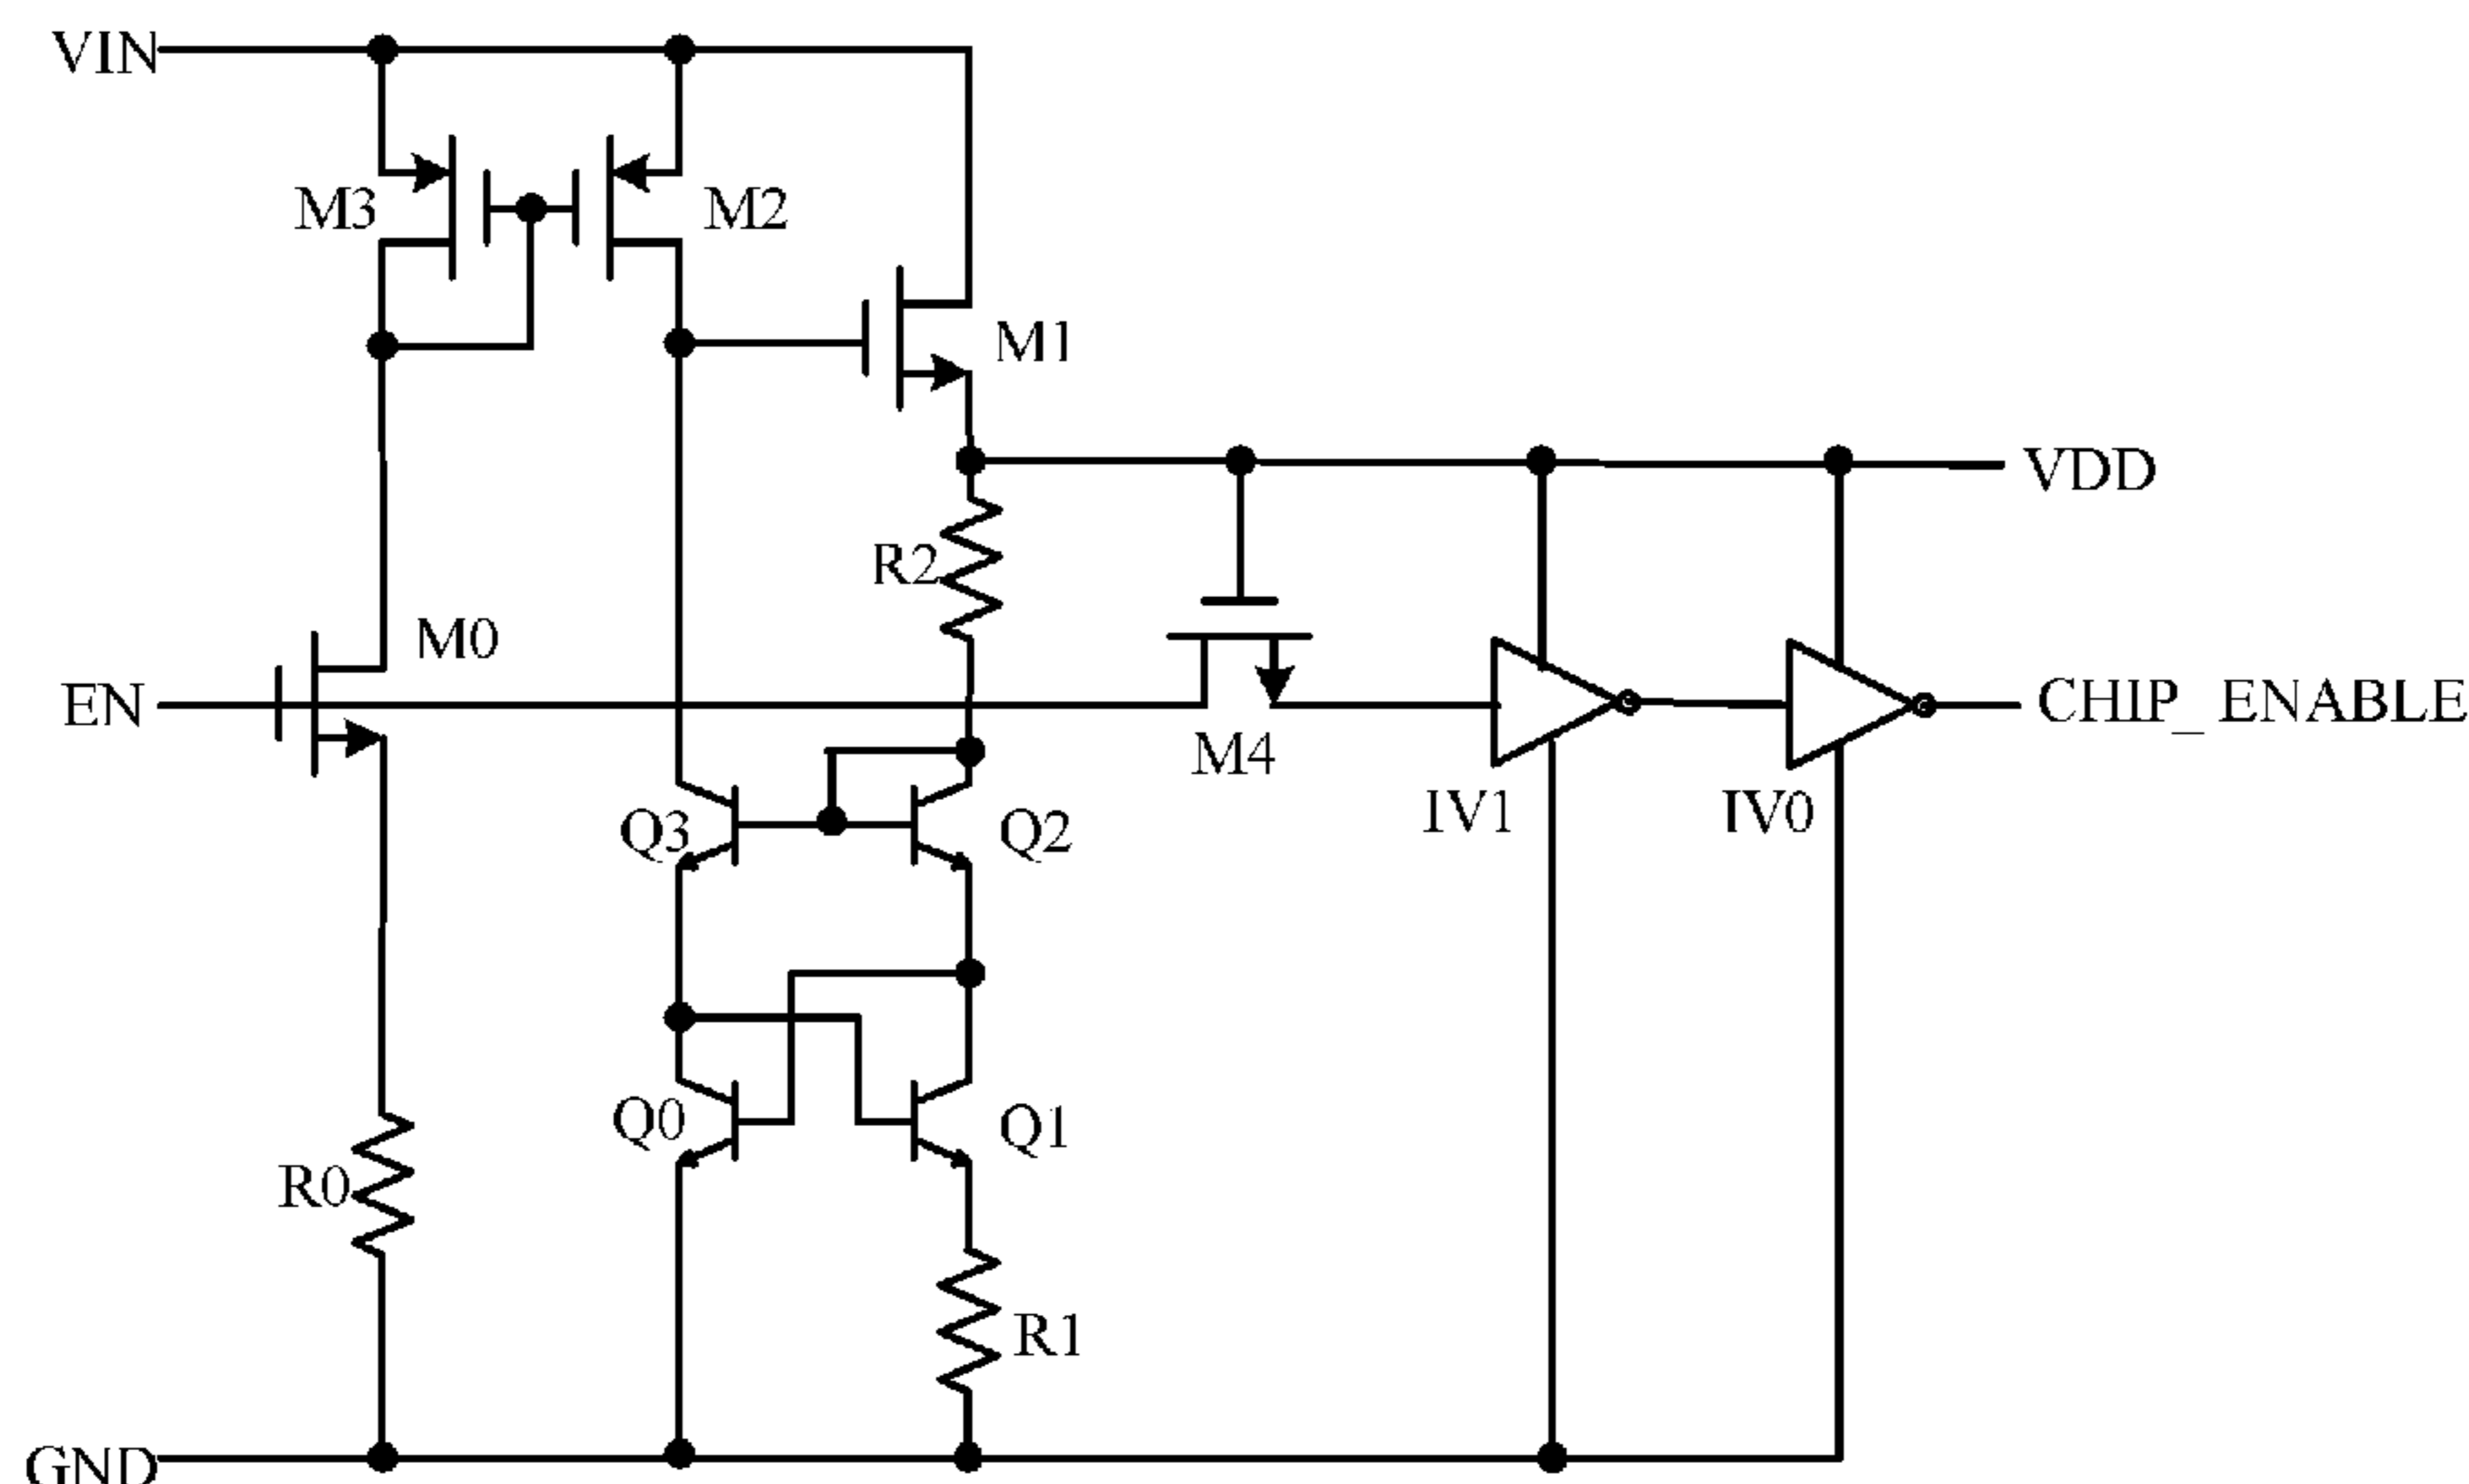 VIN
M3
M2
M1
VDD
R2
M0
EN
CHIP_ENABLE
M4
IV1
IV0
Q3
Q2
Q0
Q1
R0
R1
GND